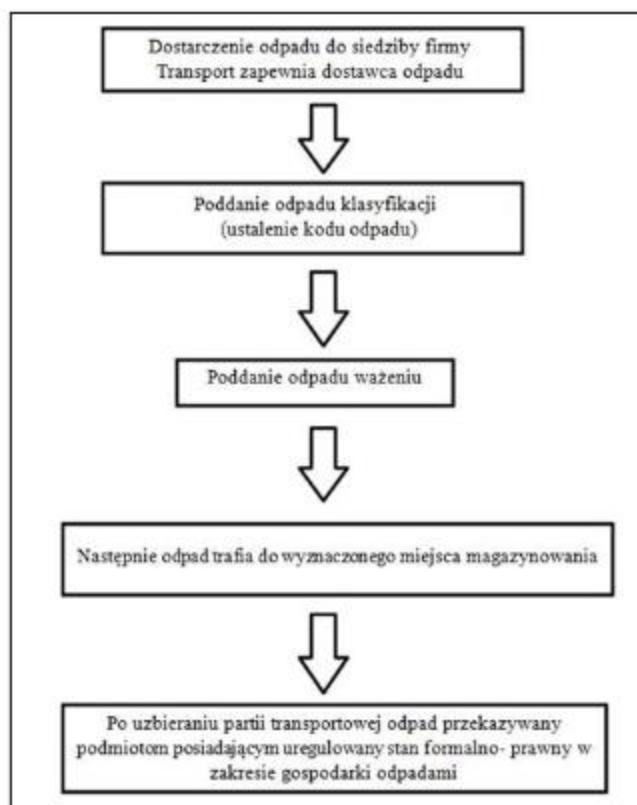 Dostarczenie odpadu do siedziby firmy
Transport zapewnia dostawca odpadu
Poddanie odpadu klasyfikacji
(ustalenie kodu odpadu)
Poddanie odpadu ważeniu
Następnie odpad trafia do wyznaczonego miejsca magazynowania
Po uzbieraniu partii transportowej odpad przekazywany
podmiotom posiadającym uregulowany stan formalno- prawny w
zakresie gospodarki odpadami